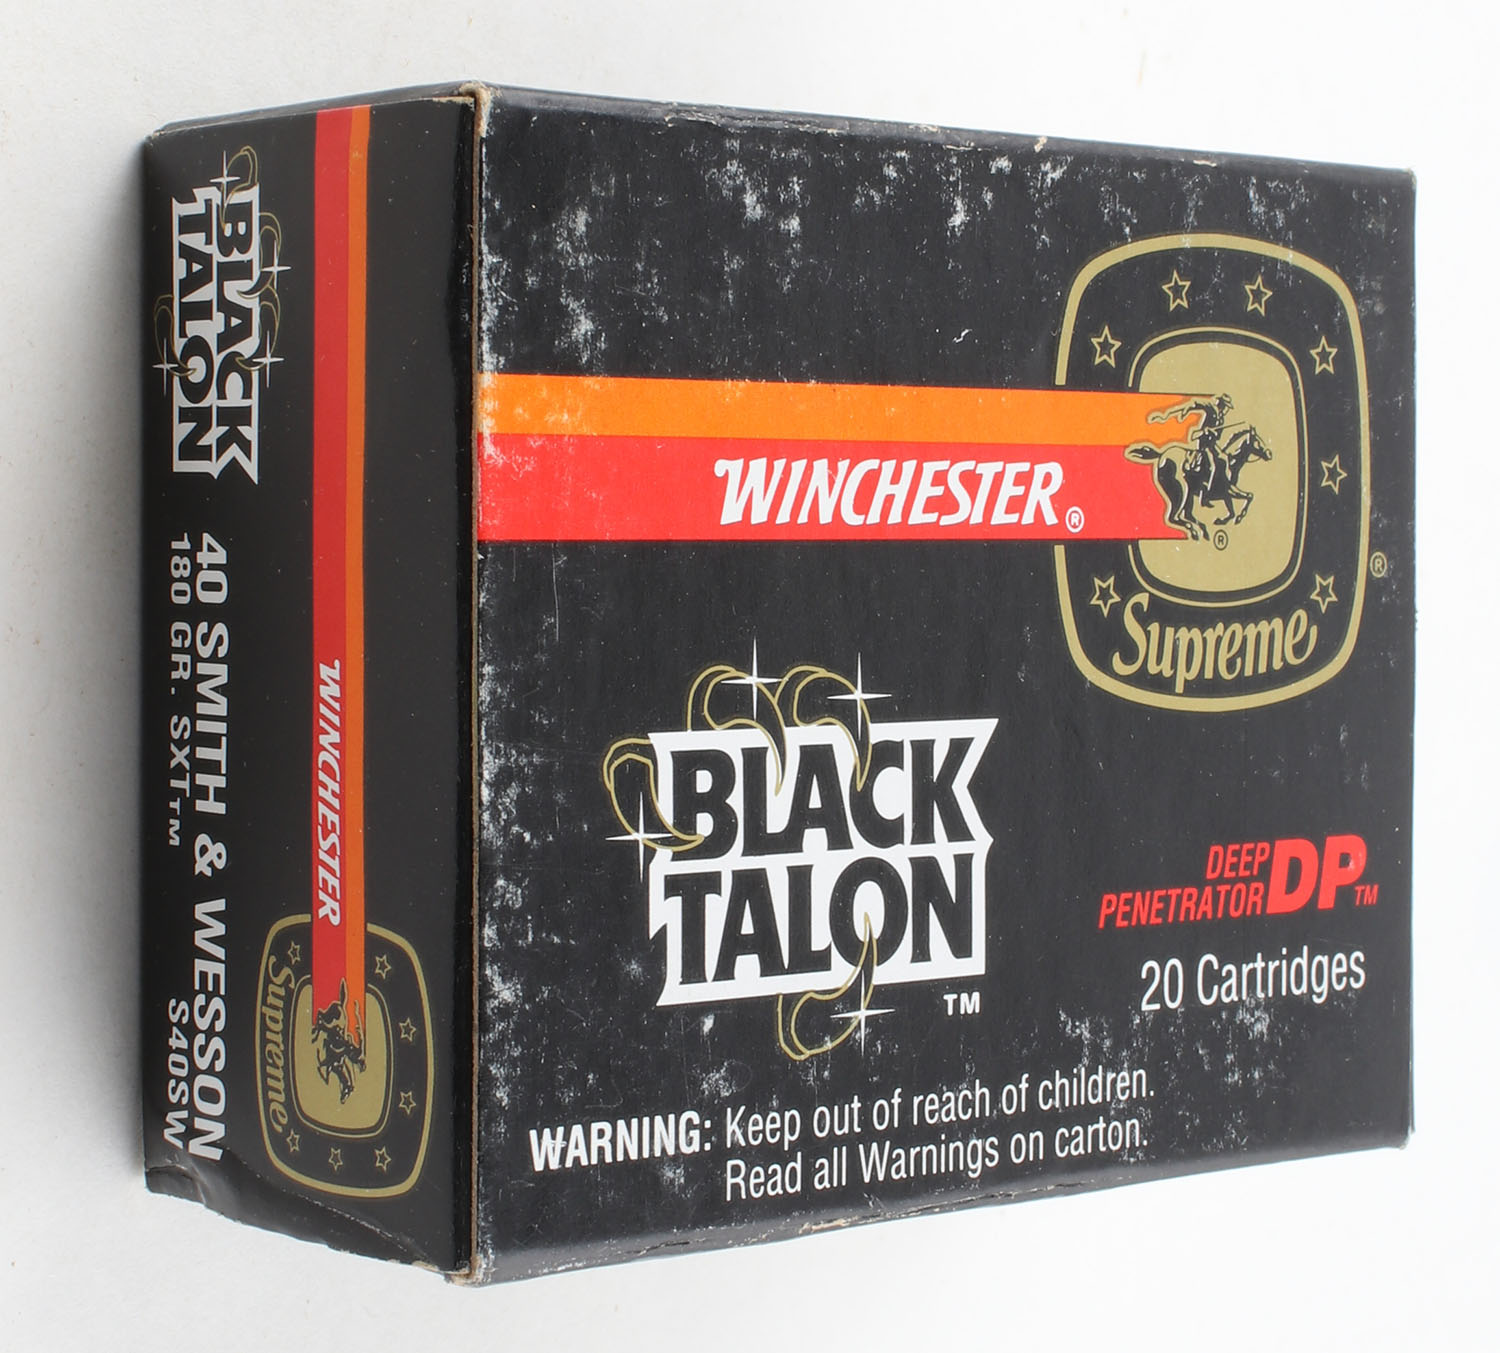 WINCHESTER®
®
Supreme
®
BLACK
TALON
TM
DEEP
PENETRATOR DP™
20 Cartridges
WARNING: Keep out of reach of children.
Read all Warnings on carton.
BLACK
TALON
40 SMITH & WESSON
180 GR. SXT™ S40SW
WINCHESTER
Supreme